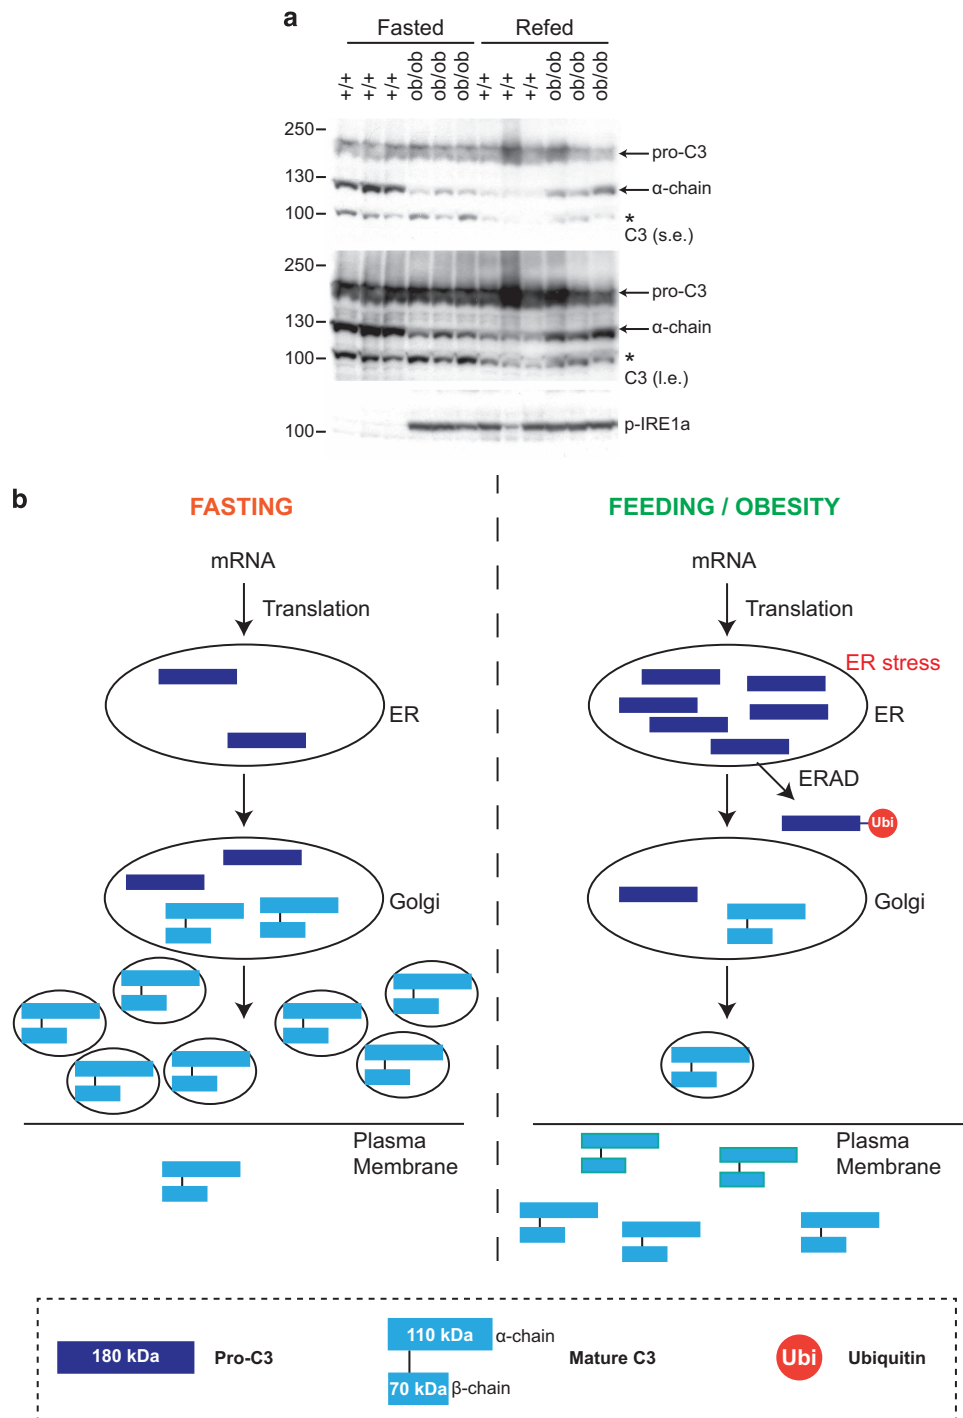 a
Fasted Refed
+/+ +/+ +/+ ob/ob ob/ob ob/ob +/+ +/+ +/+ ob/ob ob/ob ob/ob
250
pro-C3
130
α-chain
100
*
C3 (s.e.)
250
pro-C3
130
α-chain
100
*
C3 (l.e.)
100
p-IRE1a
b
FASTING
mRNA
Translation
ER
Golgi
Plasma
Membrane
FEEDING / OBESITY
mRNA
Translation
ER stress
ER
ERAD
Ubi
Golgi
Plasma
Membrane
180 kDa
Pro-C3
110 kDa
α-chain
70 kDa
β-chain
Mature C3
Ubi
Ubiquitin